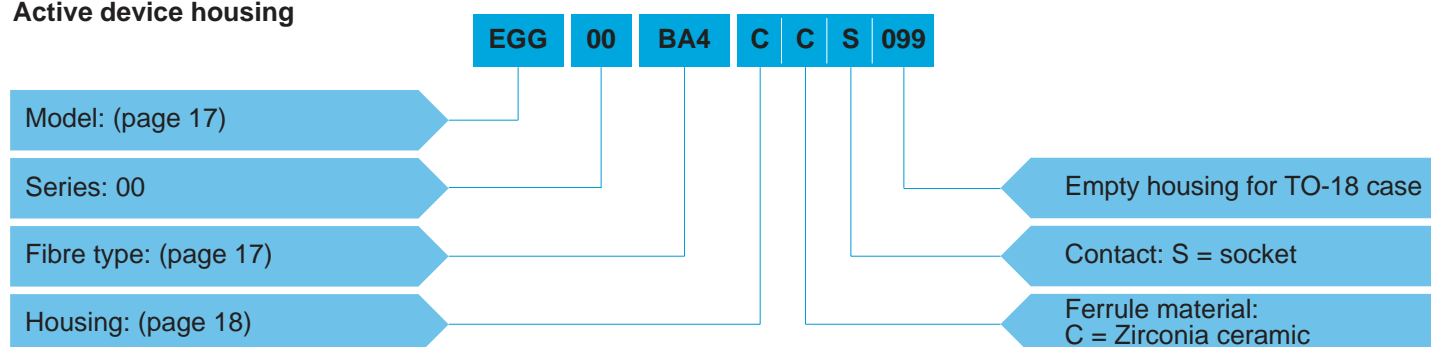 Active device housing
EGG 00 BA4 C C S 099
Model: (page 17)
Series: 00
Fibre type: (page 17)
Housing: (page 18)
Empty housing for TO-18 case
Contact: S = socket
Ferrule material:
C = Zirconia ceramic